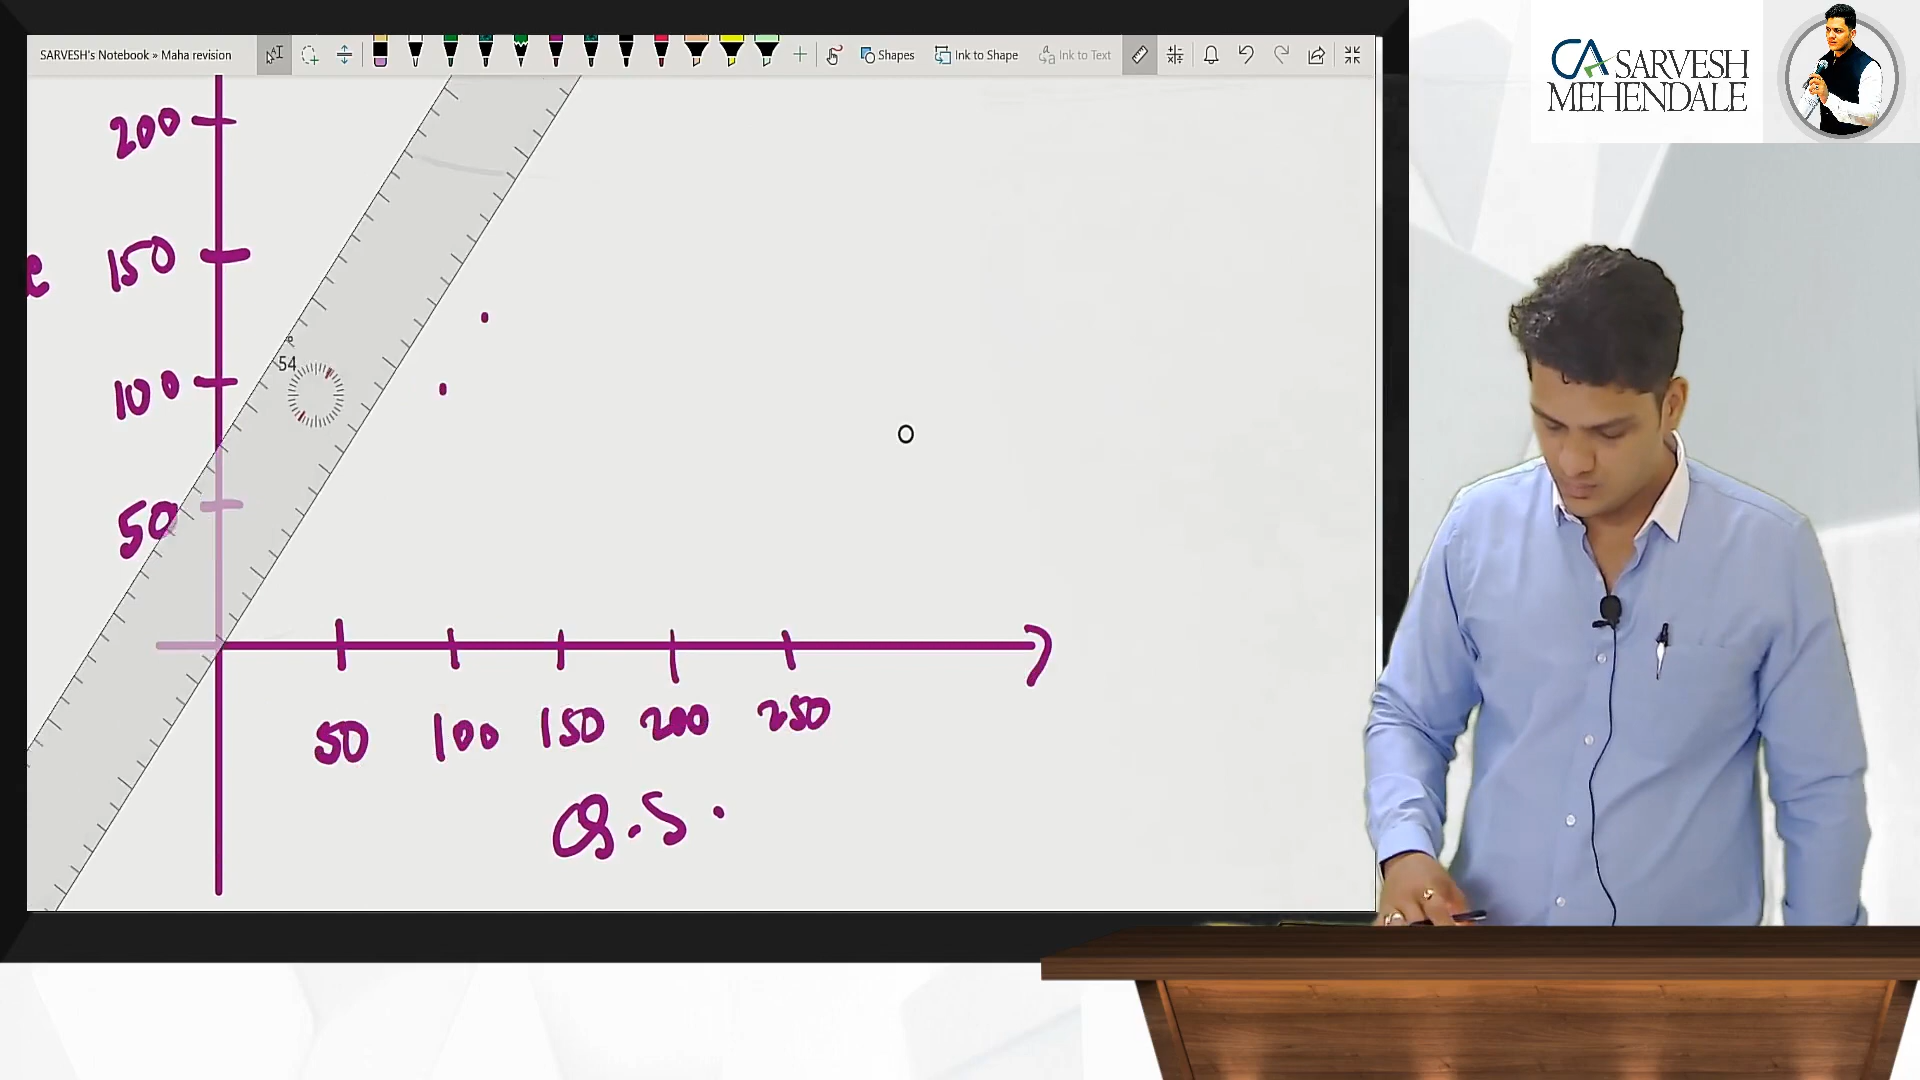 SARVESH's Notebook » Maha revision
Shapes
Ink to Shape
Ink to Text
CA SARVESH
MEHENDALE
200
150
100
50
54
50 100 150 200 250
Q.S.